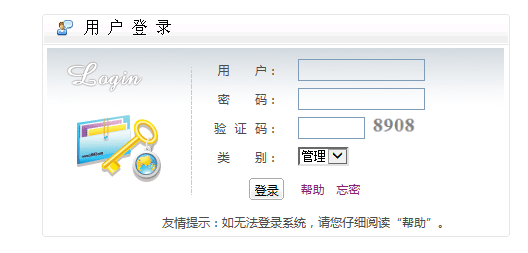 用 户 登 录
Login
用 户：
密 码：
验 证 码： 8908
类 别： 管理
登录 帮助 忘密
友情提示：如无法登录系统，请您仔细阅读“帮助”。